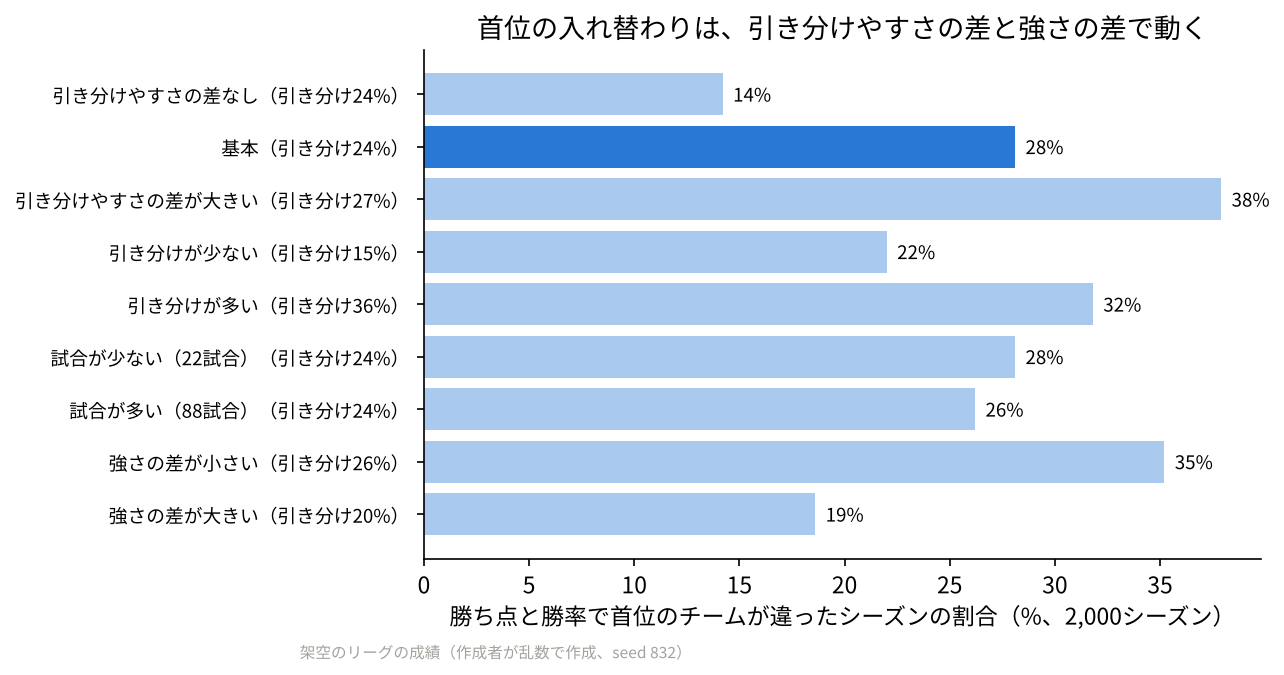 首位の入れ替わりは、引き分けやすさの差と強さの差で動く
引き分けやすさの差なし（引き分け24%） 14%
基本（引き分け24%） 28%
引き分けやすさの差が大きい（引き分け27%） 38%
引き分けが少ない（引き分け15%） 22%
引き分けが多い（引き分け36%） 32%
試合が少ない（22試合）（引き分け24%） 28%
試合が多い（88試合）（引き分け24%） 26%
強さの差が小さい（引き分け26%） 35%
強さの差が大きい（引き分け20%） 19%
0 5 10 15 20 25 30 35
勝ち点と勝率で首位のチームが違ったシーズンの割合（%、2,000シーズン）
架空のリーグの成績（作成者が乱数で作成、seed 832）